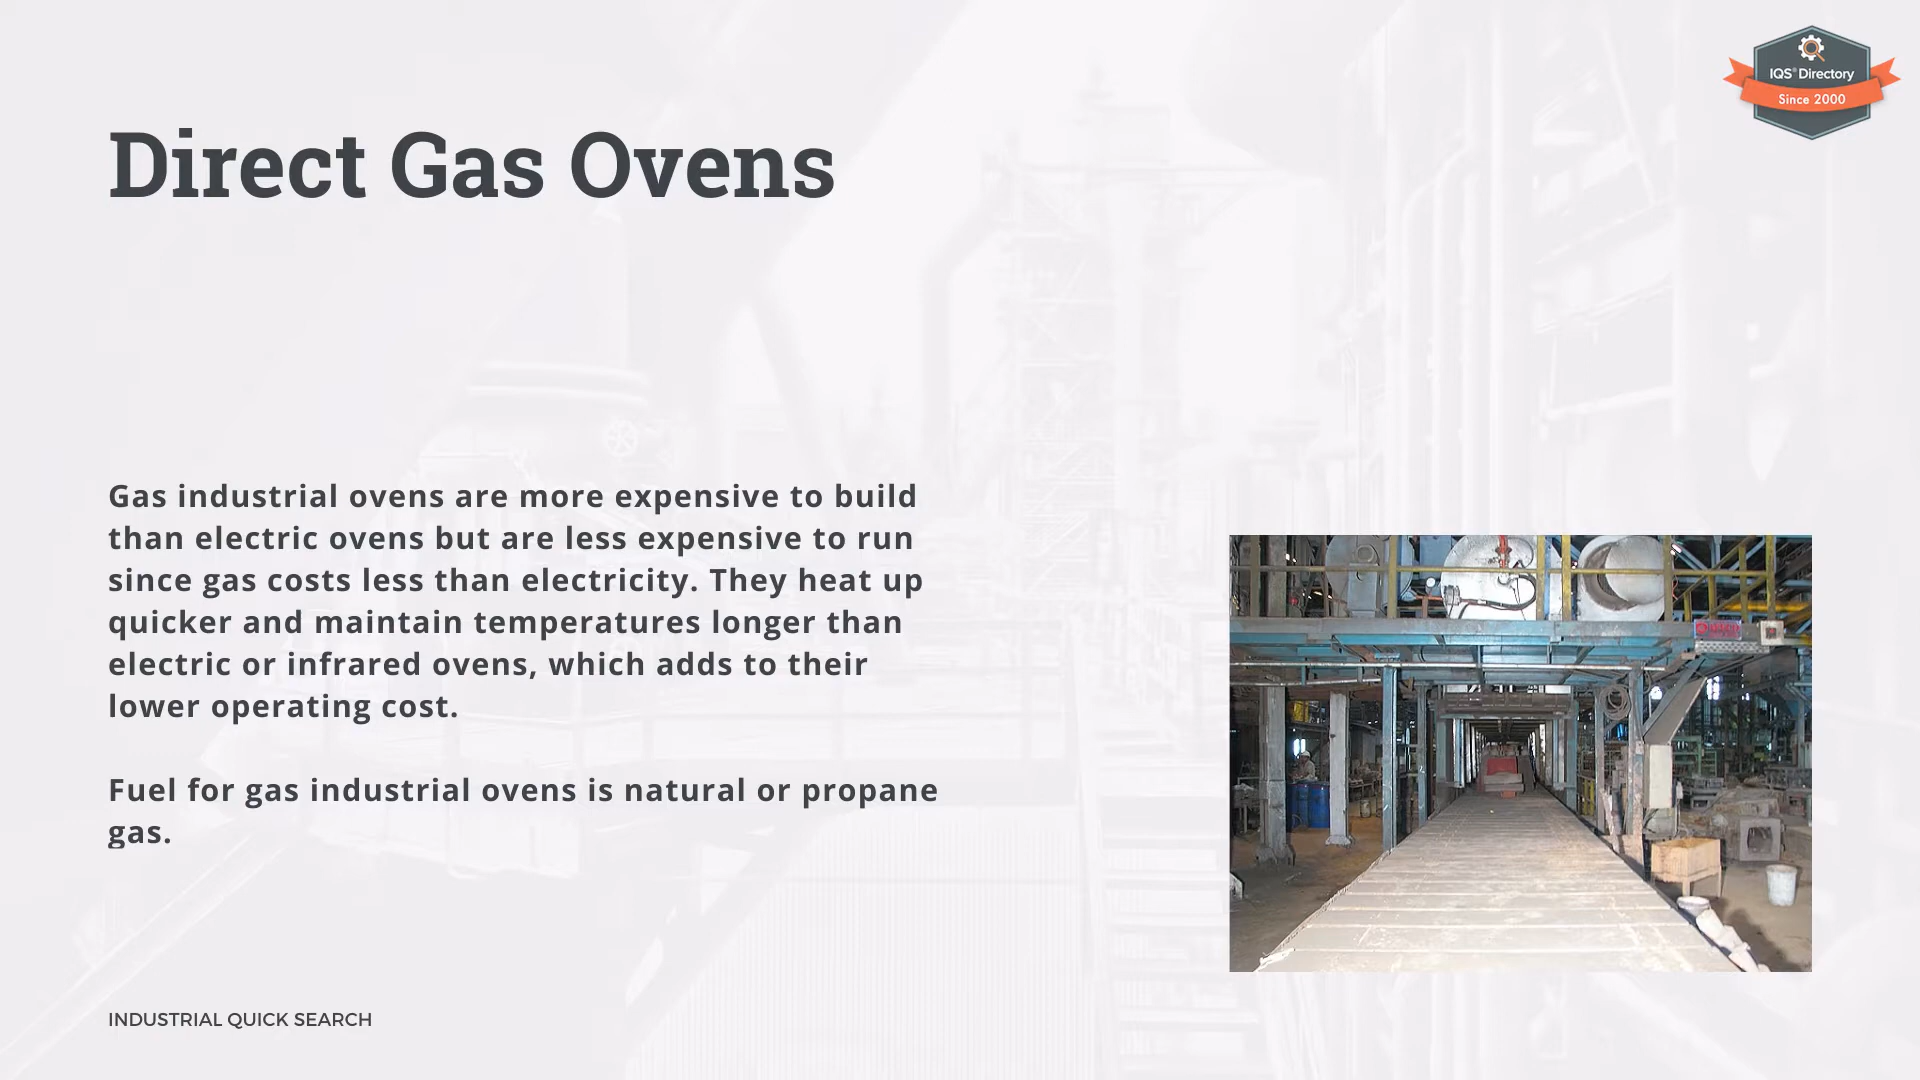 IQS® Directory
Since 2000
Direct Gas Ovens
Gas industrial ovens are more expensive to build
than electric ovens but are less expensive to run
since gas costs less than electricity. They heat up
quicker and maintain temperatures longer than
electric or infrared ovens, which adds to their
lower operating cost.
Fuel for gas industrial ovens is natural or propane
gas.
INDUSTRIAL QUICK SEARCH